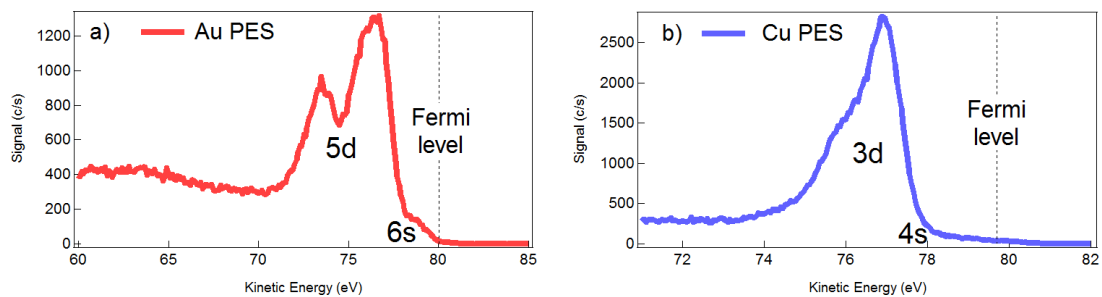 a)
Au PES
Signal (c/s)
1200
1000
800
600
400
200
0
5d
6s
Fermi
level
60
65
70
75
80
85
Kinetic Energy (eV)
b)
Cu PES
Signal (c/s)
2500
2000
1500
1000
500
0
3d
4s
Fermi
level
72
74
76
78
80
82
Kinetic Energy (eV)